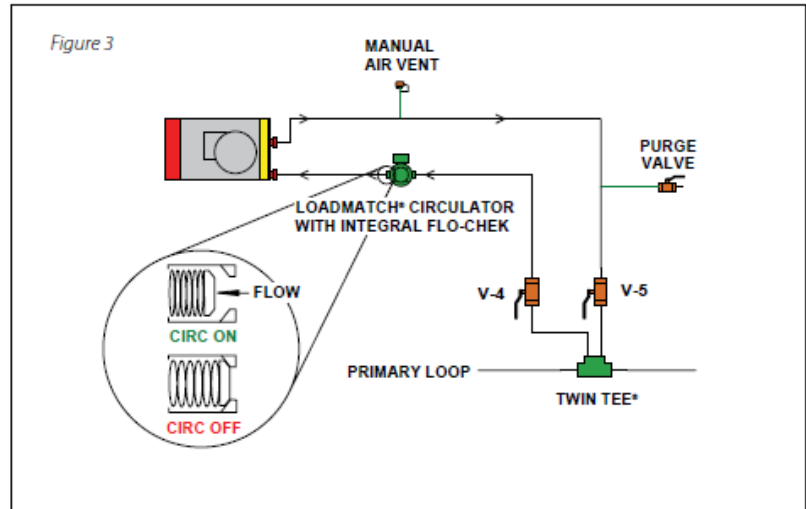 Figure 3
MANUAL
AIR VENT
PURGE
VALVE
LOADMATCH® CIRCULATOR
WITH INTEGRAL FLO-CHEK
FLOW
CIRC ON
CIRC OFF
V-4
V-5
PRIMARY LOOP
TWIN TEE®